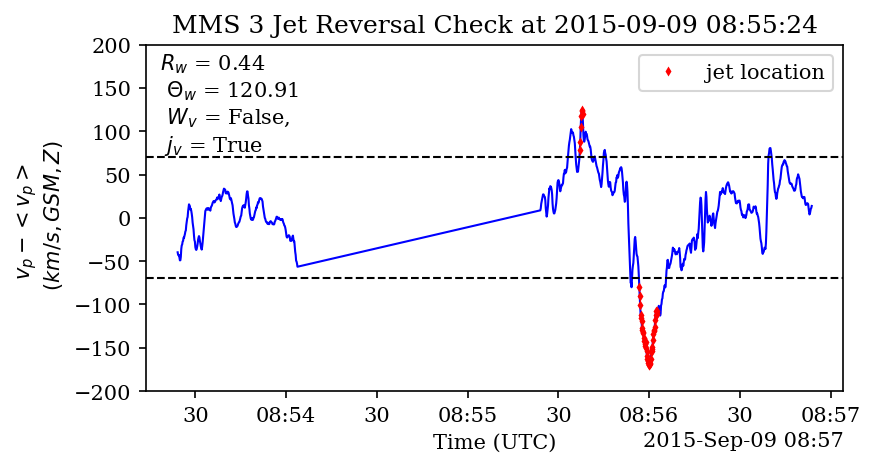 MMS 3 Jet Reversal Check at 2015-09-09 08:55:24
R_w = 0.44
Θ_w = 120.91
W_v = False,
j_v = True
jet location
200
150
100
50
0
−50
−100
−150
−200
v_p − < v_p >
(km/s, GSM, Z)
30 08:54 30 08:55 30 08:56 30 08:57
Time (UTC)
2015-Sep-09 08:57